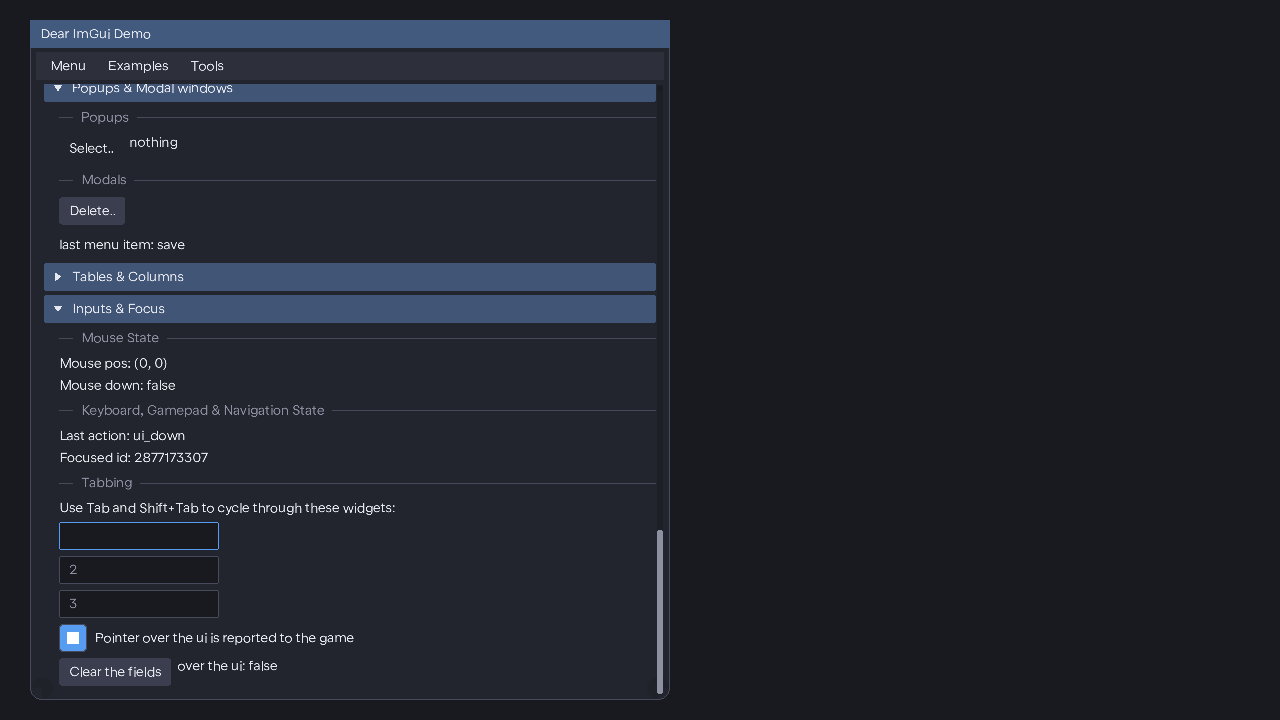 Dear ImGui Demo
Menu Examples Tools
Popups & Modal windows
Popups
Select.. nothing
Modals
Delete..
last menu item: save
Tables & Columns
Inputs & Focus
Mouse State
Mouse pos: (0, 0)
Mouse down: false
Keyboard, Gamepad & Navigation State
Last action: ui_down
Focused id: 2877173307
Tabbing
Use Tab and Shift+Tab to cycle through these widgets:
2
3
Pointer over the ui is reported to the game
Clear the fields over the ui: false